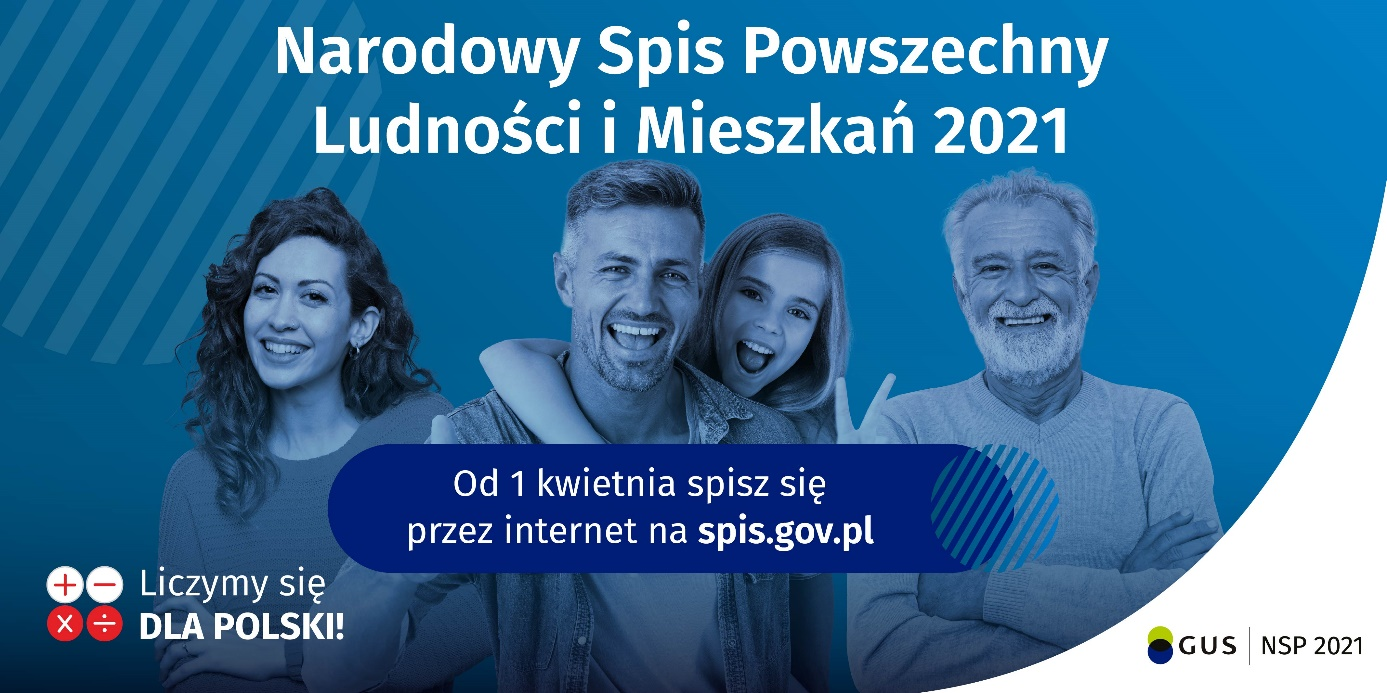 Narodowy Spis Powszechny
Ludności i Mieszkań 2021
Od 1 kwietnia spisz się
przez internet na spis.gov.pl
Liczymy się
DLA POLSKI!
GUS | NSP 2021